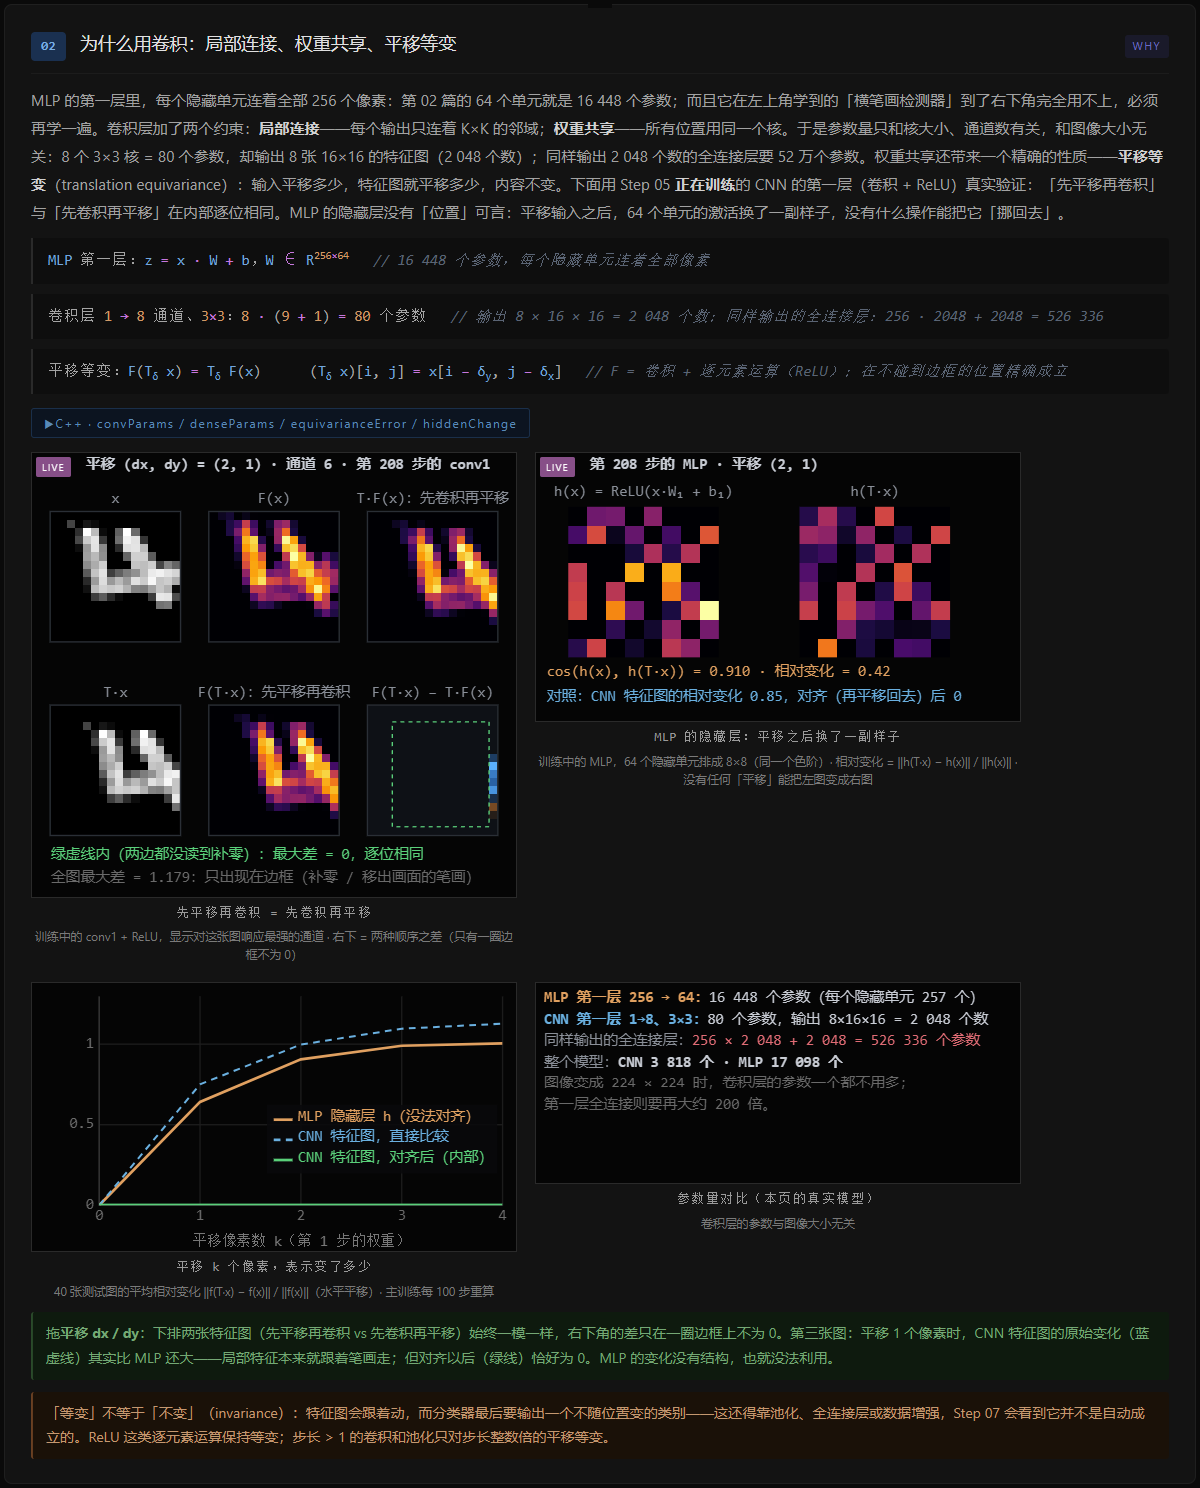 02 为什么用卷积：局部连接、权重共享、平移等变 WHY
MLP 的第一层里，每个隐藏单元连着全部 256 个像素：第 02 篇的 64 个单元就是 16 448 个参数；而且它在左上角学到的「横笔画检测器」到了右下角完全用不上，必须
再学一遍。卷积层加了两个约束：局部连接——每个输出只连着 K×K 的邻域；权重共享——所有位置用同一个核。于是参数量只和核大小、通道数有关，和图像大小无
关：8 个 3×3 核 = 80 个参数，却输出 8 张 16×16 的特征图（2 048 个数）；同样输出 2 048 个数的全连接层要 52 万个参数。权重共享还带来一个精确的性质——平移等
变（translation equivariance）：输入平移多少，特征图就平移多少，内容不变。下面用 Step 05 正在训练的 CNN 的第一层（卷积 + ReLU）真实验证：「先平移再卷积」
与「先卷积再平移」在内部逐位相同。MLP 的隐藏层没有「位置」可言：平移输入之后，64 个单元的激活换了一副样子，没有什么操作能把它「挪回去」。
MLP 第一层：z = x · W + b，W ∈ R256×64 // 16 448 个参数，每个隐藏单元连着全部像素
卷积层 1 → 8 通道、3×3：8 · (9 + 1) = 80 个参数 // 输出 8 × 16 × 16 = 2 048 个数；同样输出的全连接层：256 · 2048 + 2048 = 526 336
平移等变：F(Tδ x) = Tδ F(x) (Tδ x)[i, j] = x[i − δy, j − δx] // F = 卷积 + 逐元素运算（ReLU）；在不碰到边框的位置精确成立
▶C++ · convParams / denseParams / equivarianceError / hiddenChange
LIVE 平移 (dx, dy) = (2, 1) · 通道 6 · 第 208 步的 conv1
x F(x) T·F(x)：先卷积再平移
T·x F(T·x)：先平移再卷积 F(T·x) − T·F(x)
绿虚线内（两边都没读到补零）：最大差 = 0，逐位相同
全图最大差 = 1.179：只出现在边框（补零 / 移出画面的笔画）
先平移再卷积 = 先卷积再平移
训练中的 conv1 + ReLU，显示对这张图响应最强的通道 · 右下 = 两种顺序之差（只有一圈边
框不为 0）
LIVE 第 208 步的 MLP · 平移 (2, 1)
h(x) = ReLU(x·W₁ + b₁) h(T·x)
cos(h(x), h(T·x)) = 0.910 · 相对变化 = 0.42
对照：CNN 特征图的相对变化 0.85，对齐（再平移回去）后 0
MLP 的隐藏层：平移之后换了一副样子
训练中的 MLP，64 个隐藏单元排成 8×8（同一个色阶）· 相对变化 = ||h(T·x) − h(x)|| / ||h(x)|| ·
没有任何「平移」能把左图变成右图
1
0.5
0
0 1 2 3 4
MLP 隐藏层 h（没法对齐）
CNN 特征图，直接比较
CNN 特征图，对齐后（内部）
平移像素数 k（第 1 步的权重）
平移 k 个像素，表示变了多少
40 张测试图的平均相对变化 ||f(T·x) − f(x)|| / ||f(x)||（水平平移）· 主训练每 100 步重算
MLP 第一层 256 → 64：16 448 个参数（每个隐藏单元 257 个）
CNN 第一层 1→8、3×3：80 个参数，输出 8×16×16 = 2 048 个数
同样输出的全连接层：256 × 2 048 + 2 048 = 526 336 个参数
整个模型：CNN 3 818 个 · MLP 17 098 个
图像变成 224 × 224 时，卷积层的参数一个都不用多；
第一层全连接则要再大约 200 倍。
参数量对比（本页的真实模型）
卷积层的参数与图像大小无关
拖平移 dx / dy：下排两张特征图（先平移再卷积 vs 先卷积再平移）始终一模一样，右下角的差只在一圈边框上不为 0。第三张图：平移 1 个像素时，CNN 特征图的原始变化（蓝
虚线）其实比 MLP 还大——局部特征本来就跟着笔画走；但对齐以后（绿线）恰好为 0。MLP 的变化没有结构，也就没法利用。
「等变」不等于「不变」（invariance）：特征图会跟着动，而分类器最后要输出一个不随位置变的类别——这还得靠池化、全连接层或数据增强，Step 07 会看到它并不是自动成
立的。ReLU 这类逐元素运算保持等变；步长 > 1 的卷积和池化只对步长整数倍的平移等变。